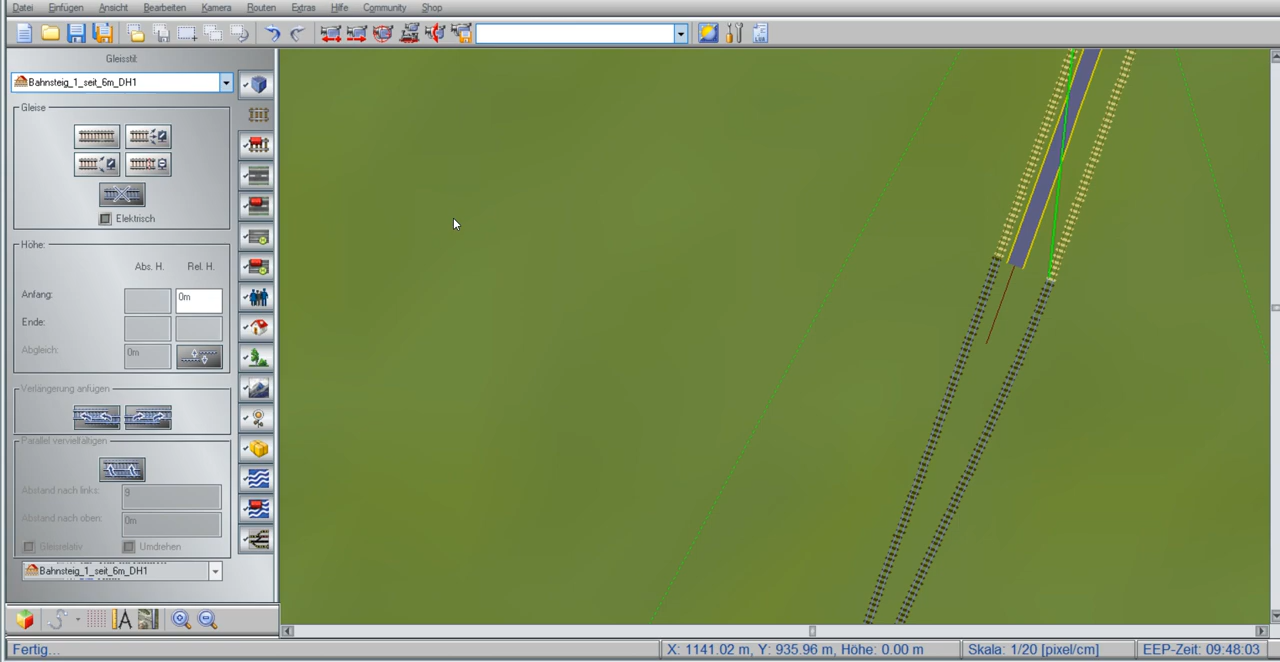 Datei Einfügen Ansicht Bearbeiten Kamera Routen Extras Hilfe Community Shop
Gleisstil:
Bahnsteig_1_seit_6m_DH1
Gleise
Elektrisch
Höhe:
Abs. H. Rel. H.
Anfang: 0m
Ende:
Abgleich: 0m
Verlängerung anfügen
Parallel vervielfältigen
Abstand nach links: 9
Abstand nach oben: 0m
Gleisrelativ Umdrehen
Bahnsteig_1_seit_6m_DH1
Fertig... X: 1141.02 m, Y: 935.96 m, Höhe: 0.00 m Skala: 1/20 [pixel/cm] EEP-Zeit: 09:48:03